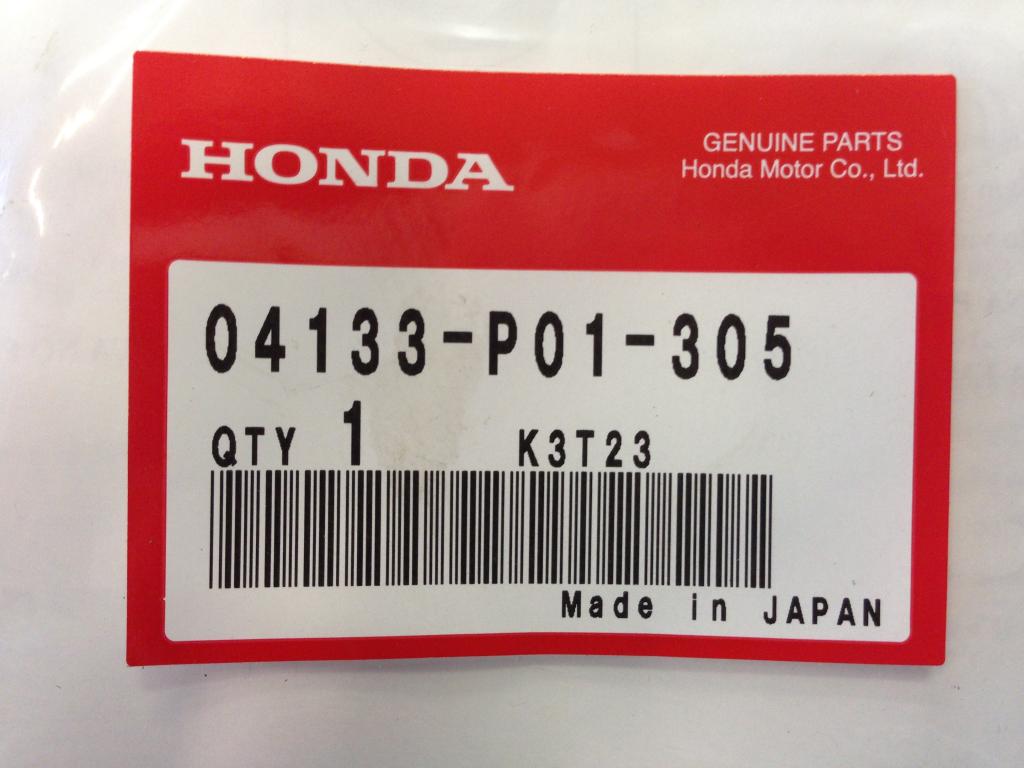 HONDA
GENUINE PARTS
Honda Motor Co., Ltd.
04133-P01-305
QTY 1 K3T23
Made in JAPAN